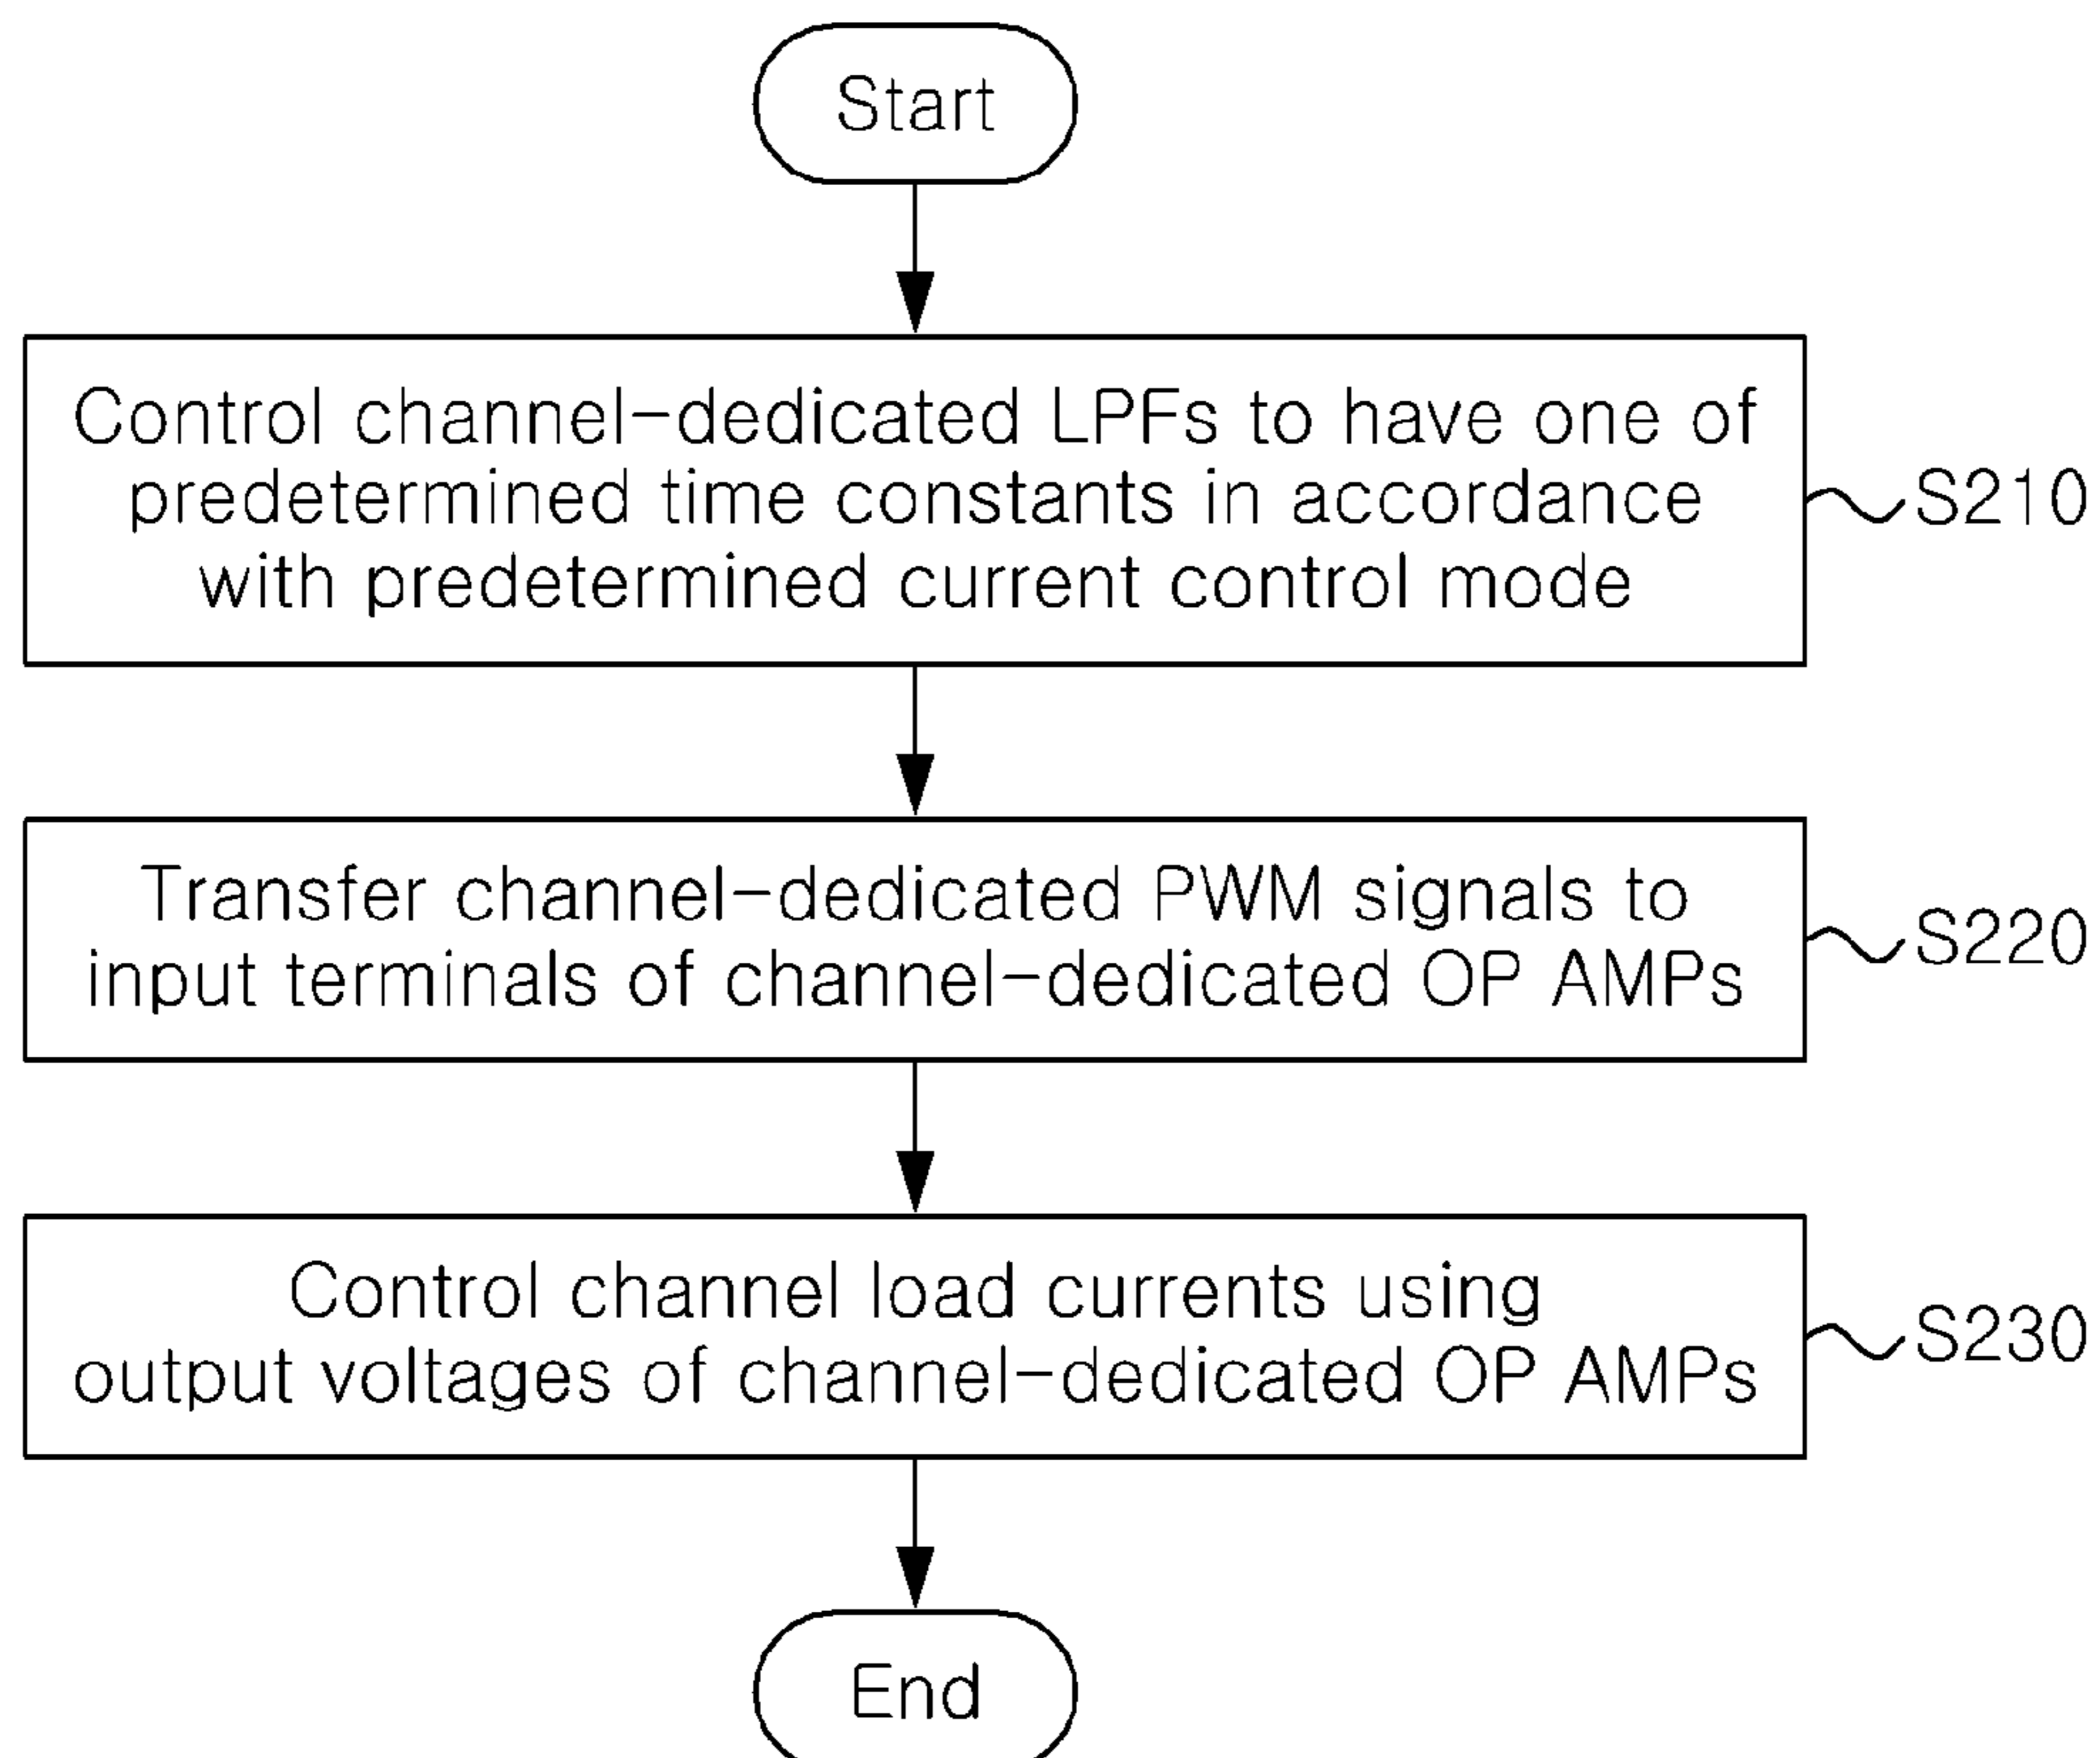 Start
Control channel-dedicated LPFs to have one of
predetermined time constants in accordance
with predetermined current control mode
S210
Transfer channel-dedicated PWM signals to
input terminals of channel-dedicated OP AMPs
S220
Control channel load currents using
output voltages of channel-dedicated OP AMPs
S230
End